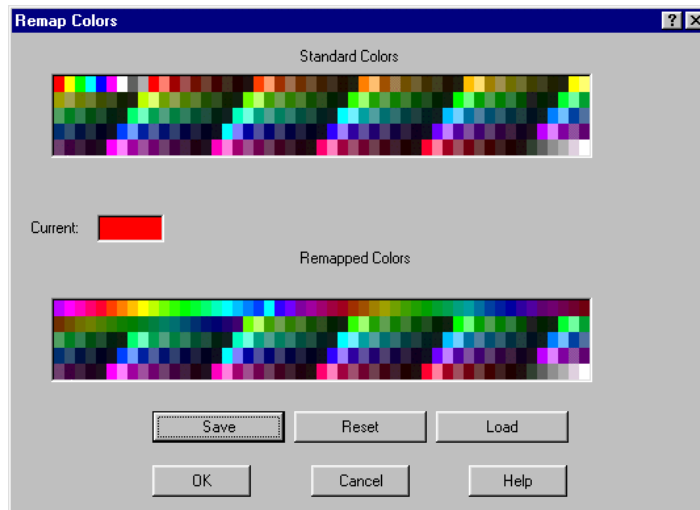 Remap Colors
Standard Colors
Current:
Remapped Colors
Save Reset Load
OK Cancel Help